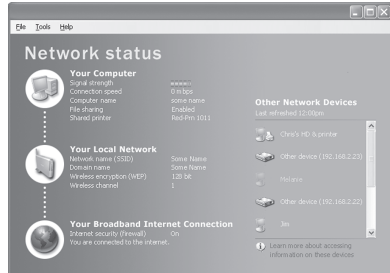 File Tools Help
Network status
Your Computer
Signal strength
Connection speed 0 mbps
Computer name some name
File sharing Enabled
Shared printer Red-Prn 1011
Your Local Network
Network name (SSID) Some Name
Domain name Some Name
Wireless encryption (WEP) 128 bit
Wireless channel 1
Your Broadband Internet Connection
Internet security (firewall) On
You are connected to the internet.
Other Network Devices
Last refreshed 12:00pm
Chris's HD & printer
Other device (192.168.2.23)
Melanie
Other device (192.168.2.22)
Jim
Learn more about accessing
information on these devices